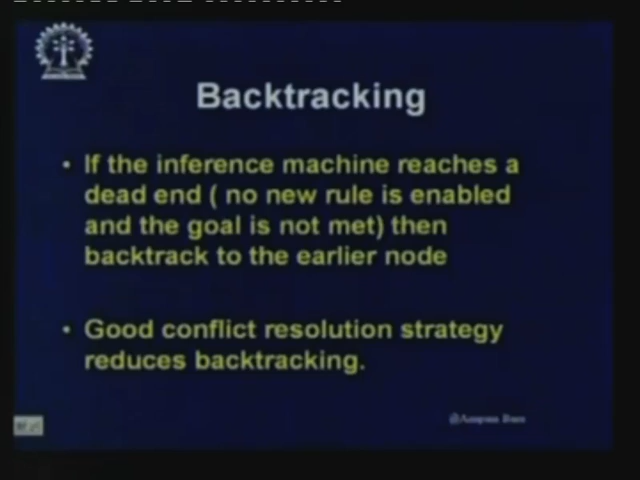 Backtracking
• If the inference machine reaches a
dead end ( no new rule is enabled
and the goal is not met) then
backtrack to the earlier node
• Good conflict resolution strategy
reduces backtracking.